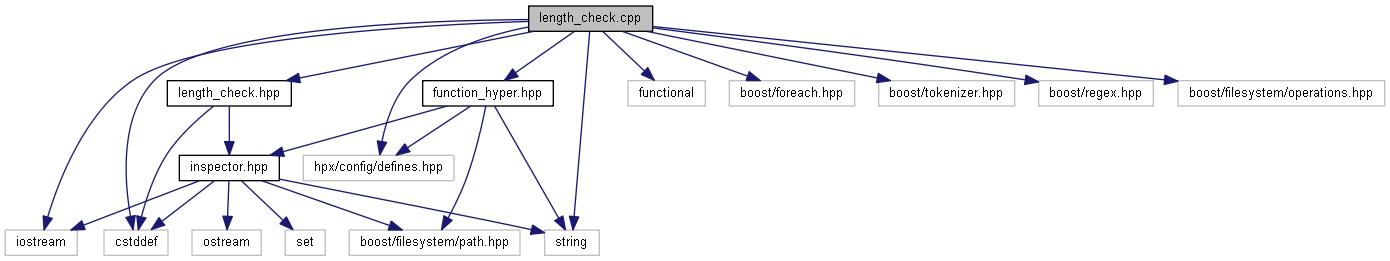 length_check.cpp
length_check.hpp
function_hyper.hpp
functional
boost/foreach.hpp
boost/tokenizer.hpp
boost/regex.hpp
boost/filesystem/operations.hpp
inspector.hpp
hpx/config/defines.hpp
iostream
cstddef
ostream
set
boost/filesystem/path.hpp
string